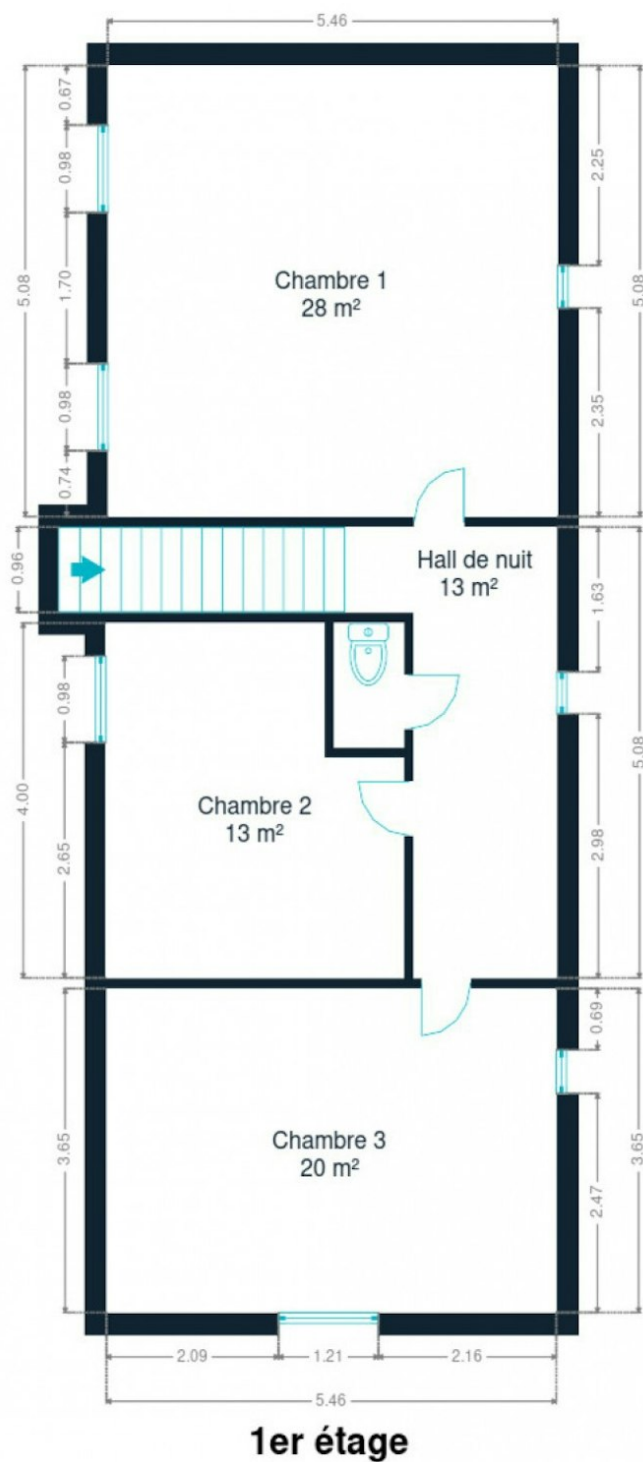 5.46
0.67
0.98
1.70
0.98
0.74
5.08
2.25
2.35
5.08
Chambre 1
28 m²
0.96
Hall de nuit
13 m²
1.63
2.98
5.08
0.98
2.65
4.00
Chambre 2
13 m²
3.65
Chambre 3
20 m²
0.69
2.47
3.65
2.09
1.21
2.16
5.46
1er étage